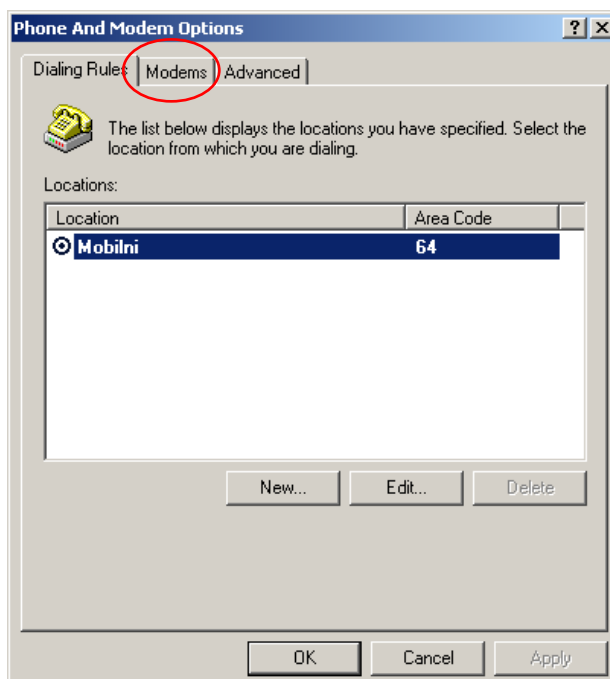 Phone And Modem Options
Dialing Rules Modems Advanced
The list below displays the locations you have specified. Select the
location from which you are dialing.
Locations:
Location Area Code
Mobilni 64
New... Edit... Delete
OK Cancel Apply